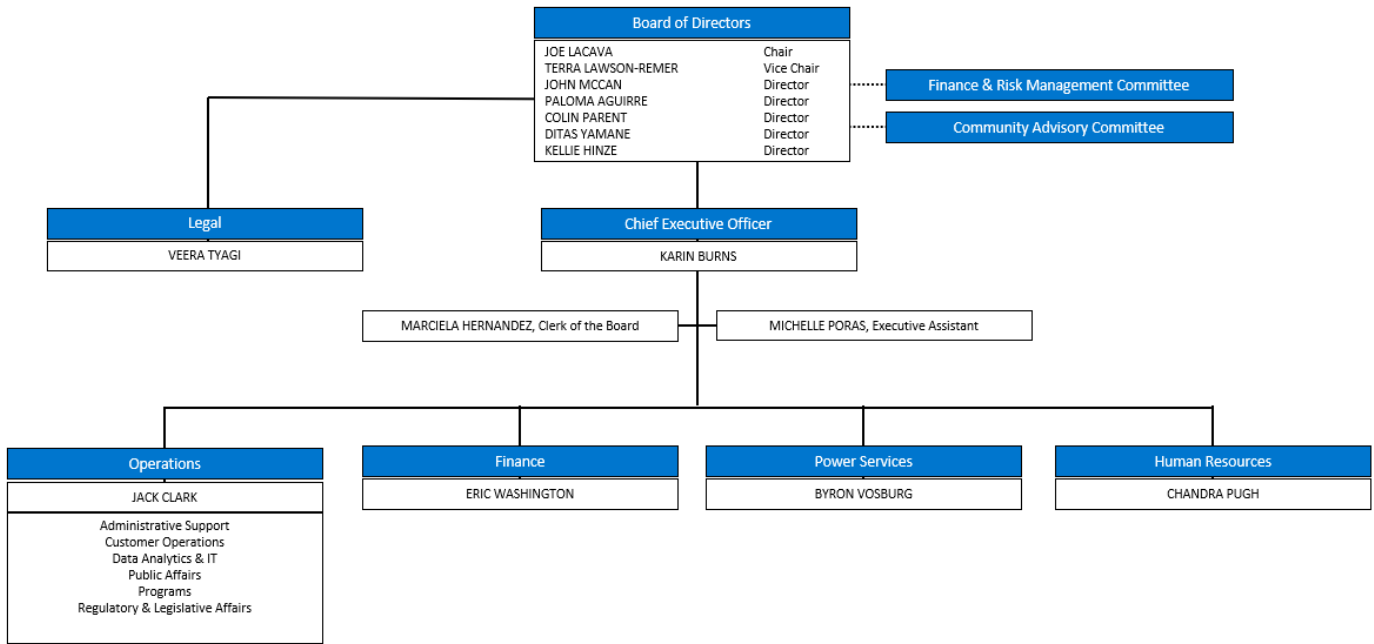 Board of Directors
JOE LACAVA Chair
TERRA LAWSON-REMER Vice Chair
JOHN MCCAN Director
PALOMA AGUIRRE Director
COLIN PARENT Director
DITAS YAMANE Director
KELLIE HINZE Director
Finance & Risk Management Committee
Community Advisory Committee
Legal
VEERA TYAGI
Chief Executive Officer
KARIN BURNS
MARCIELA HERNANDEZ, Clerk of the Board
MICHELLE PORAS, Executive Assistant
Operations
JACK CLARK
Administrative Support
Customer Operations
Data Analytics & IT
Public Affairs
Programs
Regulatory & Legislative Affairs
Finance
ERIC WASHINGTON
Power Services
BYRON VOSBURG
Human Resources
CHANDRA PUGH